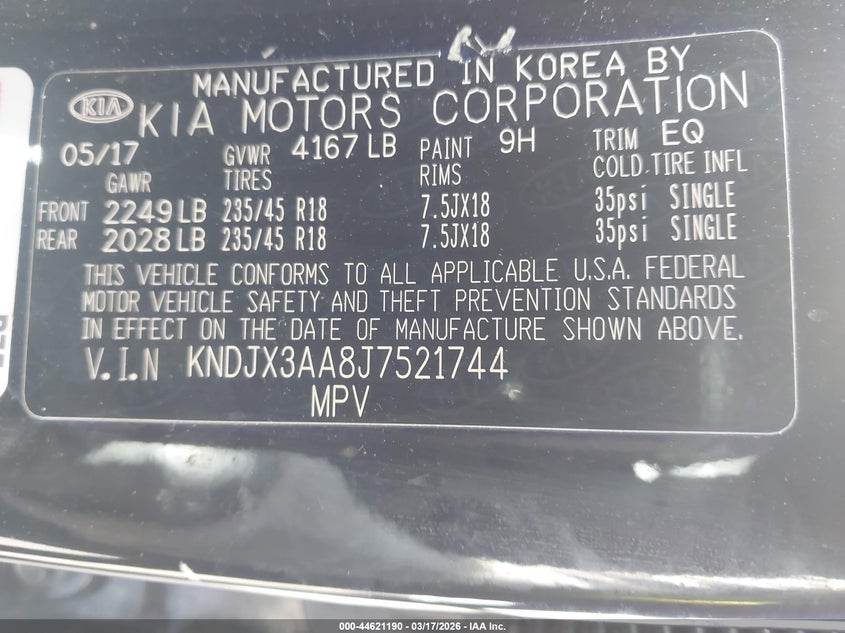 MANUFACTURED IN KOREA BY
KIA KIA MOTORS CORPORATION
05/17 GVWR 4167 LB PAINT 9H TRIM EQ
GAWR TIRES RIMS COLD TIRE INFL
FRONT 2249 LB 235/45 R18 7.5JX18 35psi SINGLE
REAR 2028 LB 235/45 R18 7.5JX18 35psi SINGLE
THIS VEHICLE CONFORMS TO ALL APPLICABLE U.S.A. FEDERAL
MOTOR VEHICLE SAFETY AND THEFT PREVENTION STANDARDS
IN EFFECT ON THE DATE OF MANUFACTURE SHOWN ABOVE.
V.I.N KNDJX3AA8J7521744
MPV
000-44621190 - 03/17/2026 - IAA Inc.